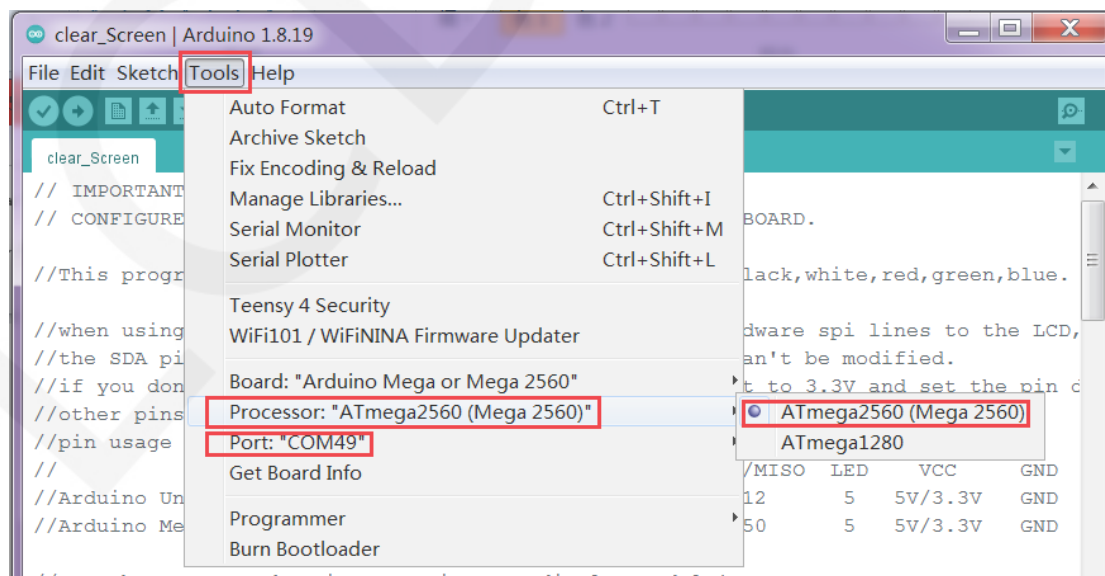 clear_Screen | Arduino 1.8.19
File Edit Sketch Tools Help
Auto Format Ctrl+T
Archive Sketch
Fix Encoding & Reload
Manage Libraries... Ctrl+Shift+I
Serial Monitor Ctrl+Shift+M
Serial Plotter Ctrl+Shift+L
Teensy 4 Security
WiFi101 / WiFiNINA Firmware Updater
Board: "Arduino Mega or Mega 2560"
Processor: "ATmega2560 (Mega 2560)"
Port: "COM49"
Get Board Info
Programmer
Burn Bootloader
ATmega2560 (Mega 2560)
ATmega1280
clear_Screen
// IMPORTANT
// CONFIGURE BOARD.
//This progr lack,white,red,green,blue.
//when using dware spi lines to the LCD,
//the SDA pi an't be modified.
//if you don t to 3.3V and set the pin d
//other pins
//pin usage
// /MISO LED VCC GND
//Arduino Un 12 5 5V/3.3V GND
//Arduino Me 50 5 5V/3.3V GND